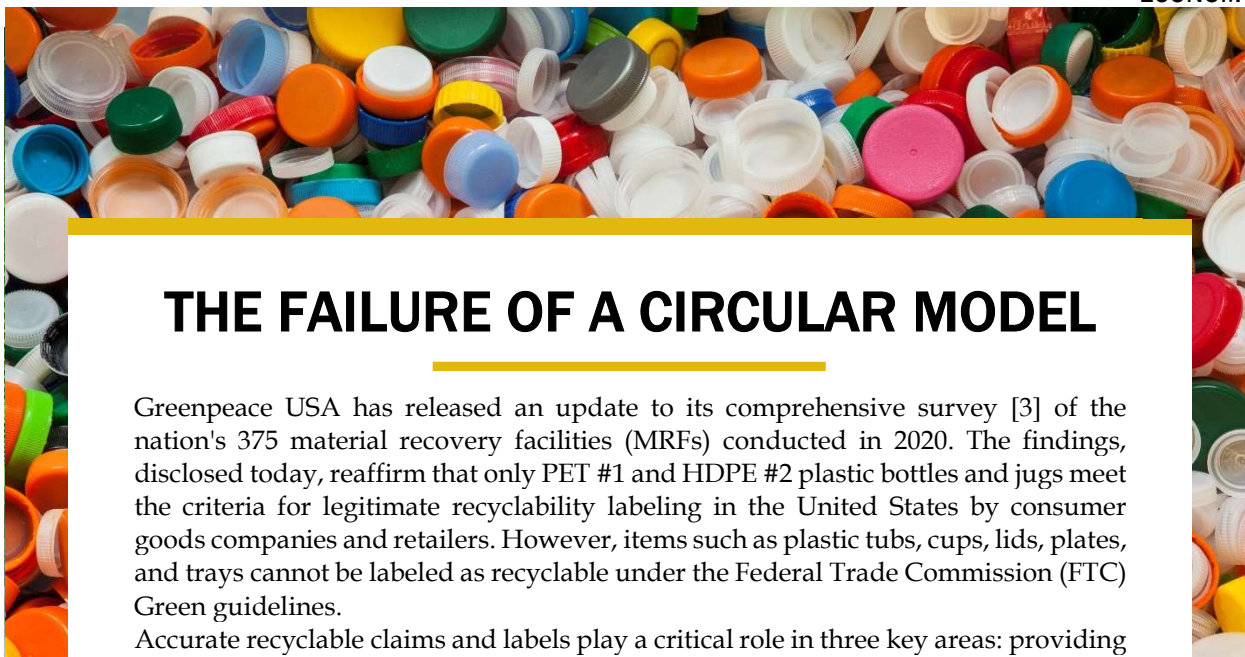 THE FAILURE OF A CIRCULAR MODEL
Greenpeace USA has released an update to its comprehensive survey [3] of the
nation's 375 material recovery facilities (MRFs) conducted in 2020. The findings,
disclosed today, reaffirm that only PET #1 and HDPE #2 plastic bottles and jugs meet
the criteria for legitimate recyclability labeling in the United States by consumer
goods companies and retailers. However, items such as plastic tubs, cups, lids, plates,
and trays cannot be labeled as recyclable under the Federal Trade Commission (FTC)
Green guidelines.
Accurate recyclable claims and labels play a critical role in three key areas: providing